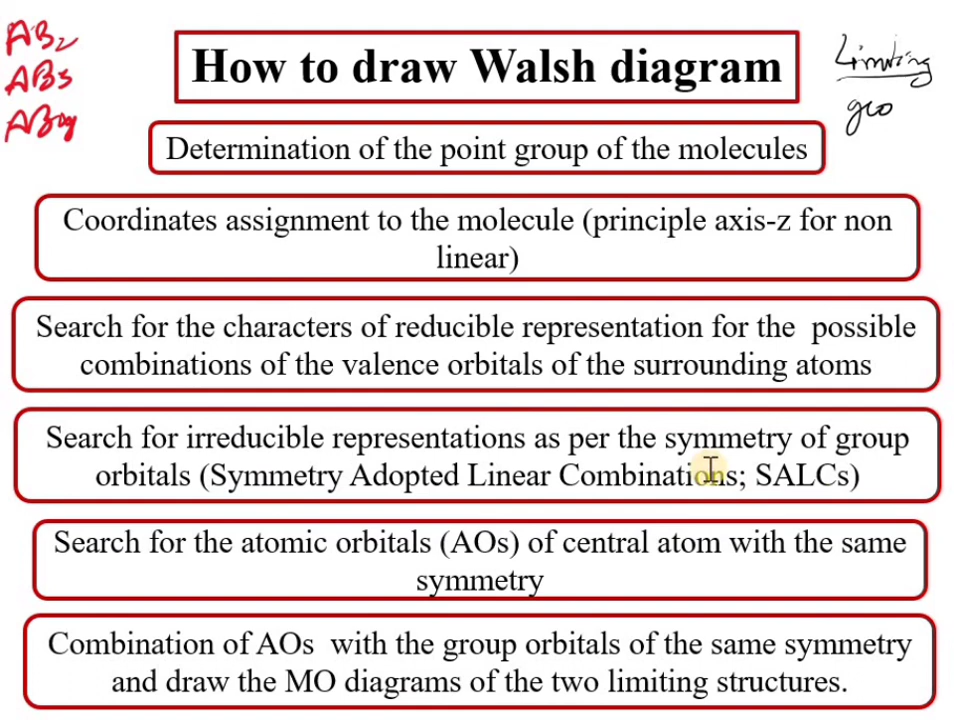 AB₂
AB₃
How to draw Walsh diagram
Limiting
geo
Determination of the point group of the molecules
Coordinates assignment to the molecule (principle axis-z for non
linear)
Search for the characters of reducible representation for the possible
combinations of the valence orbitals of the surrounding atoms
Search for irreducible representations as per the symmetry of group
orbitals (Symmetry Adopted Linear Combinations; SALCs)
Search for the atomic orbitals (AOs) of central atom with the same
symmetry
Combination of AOs with the group orbitals of the same symmetry
and draw the MO diagrams of the two limiting structures.